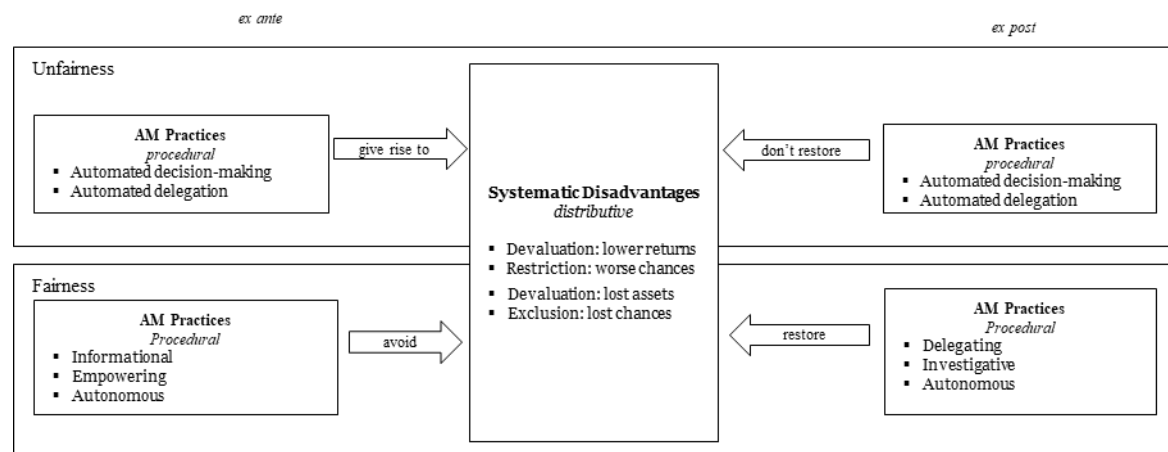 ex ante
ex post
Unfairness
AM Practices
procedural
▪ Automated decision-making
▪ Automated delegation
give rise to
Systematic Disadvantages
distributive
▪ Devaluation: lower returns
▪ Restriction: worse chances
▪ Devaluation: lost assets
▪ Exclusion: lost chances
don't restore
AM Practices
procedural
▪ Automated decision-making
▪ Automated delegation
Fairness
AM Practices
Procedural
▪ Informational
▪ Empowering
▪ Autonomous
avoid
restore
AM Practices
Procedural
▪ Delegating
▪ Investigative
▪ Autonomous